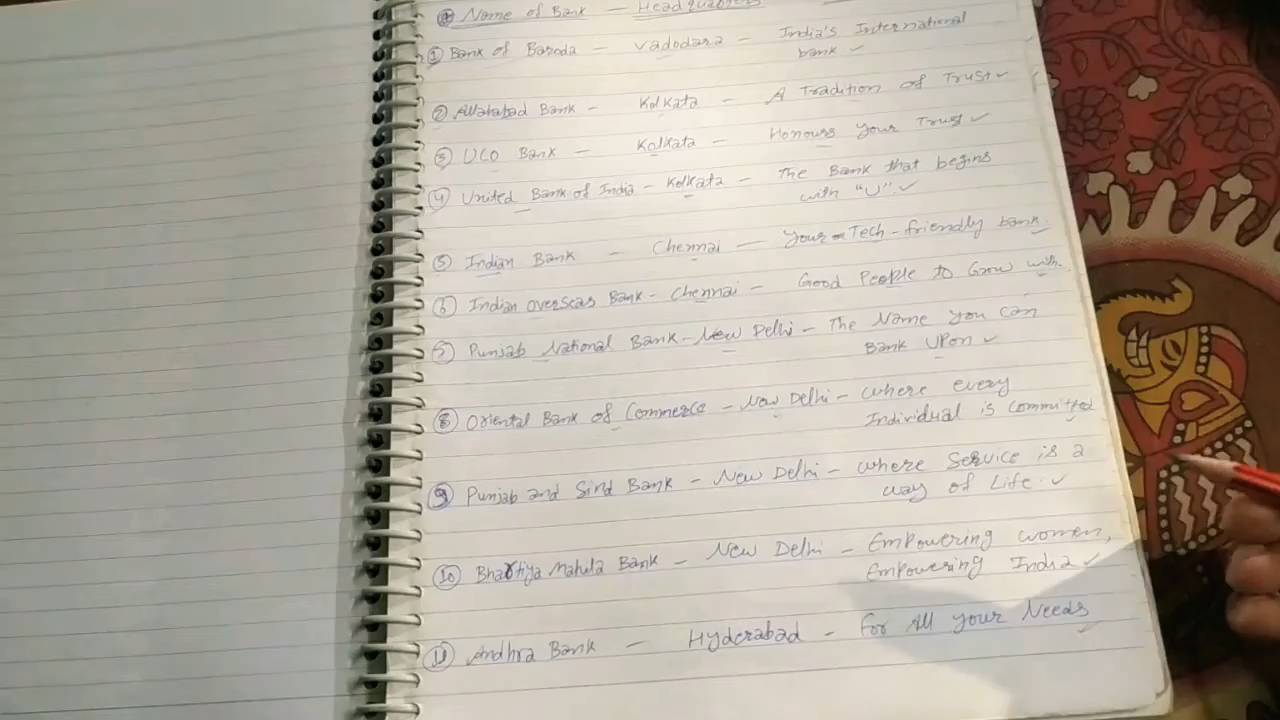 Name of Bank — Headquarters
① Bank of Baroda — Vadodara — India's International
bank ✓
② Allahabad Bank — Kolkata — A Tradition of Trust ✓
③ UCO Bank — Kolkata — Honours your Trust ✓
④ United Bank of India — Kolkata — The Bank that begins
with "U" ✓
⑤ Indian Bank — Chennai — Your Tech-friendly bank.
⑥ Indian overseas Bank — Chennai — Good People to Grow with.
⑤ Punjab National Bank — New Delhi — The Name you can
Bank Upon ✓
⑧ Oriental Bank of Commerce — New Delhi — where every
Individual is committed
⑨ Punjab and Sind Bank — New Delhi — where Service is a
way of Life. ✓
⑩ Bhartiya Mahila Bank — New Delhi — Empowering women,
Empowering India ✓
⑪ Andhra Bank — Hyderabad — For All your Needs